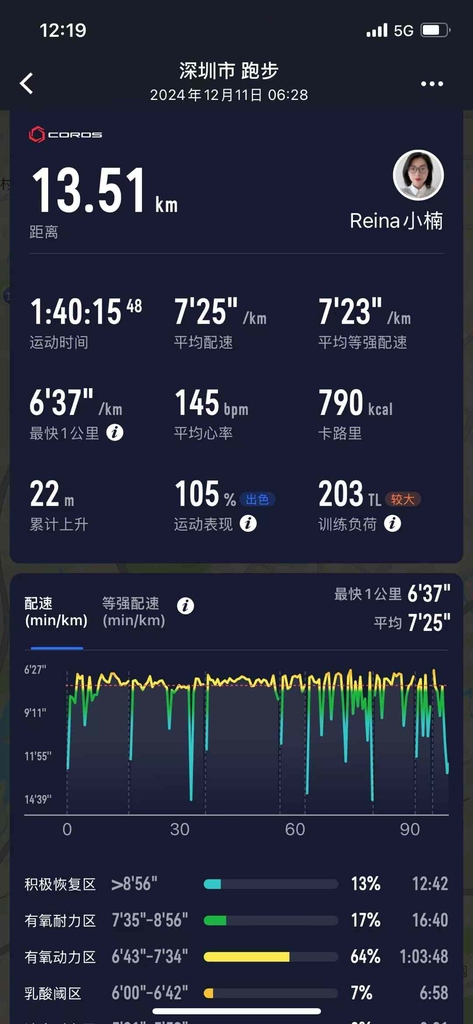 12:19
5G
深圳市 跑步
2024年12月11日 06:28
COROS
13.51 km
距离
Reina小楠
1:40:15 48
7'25" /km
7'23" /km
运动时间
平均配速
平均等强配速
6'37" /km
145 bpm
790 kcal
最快1公里
平均心率
卡路里
22 m
105 % 出色
203 TL 较大
累计上升
运动表现
训练负荷
配速
(min/km)
等强配速
(min/km)
最快1公里 6'37"
平均 7'25"
6'27"
9'11"
11'55"
14'39"
0 30 60 90
积极恢复区 >8'56" 13% 12:42
有氧耐力区 7'35"-8'56" 17% 16:40
有氧动力区 6'43"-7'34" 64% 1:03:48
乳酸阈区 6'00"-6'42" 7% 6:58